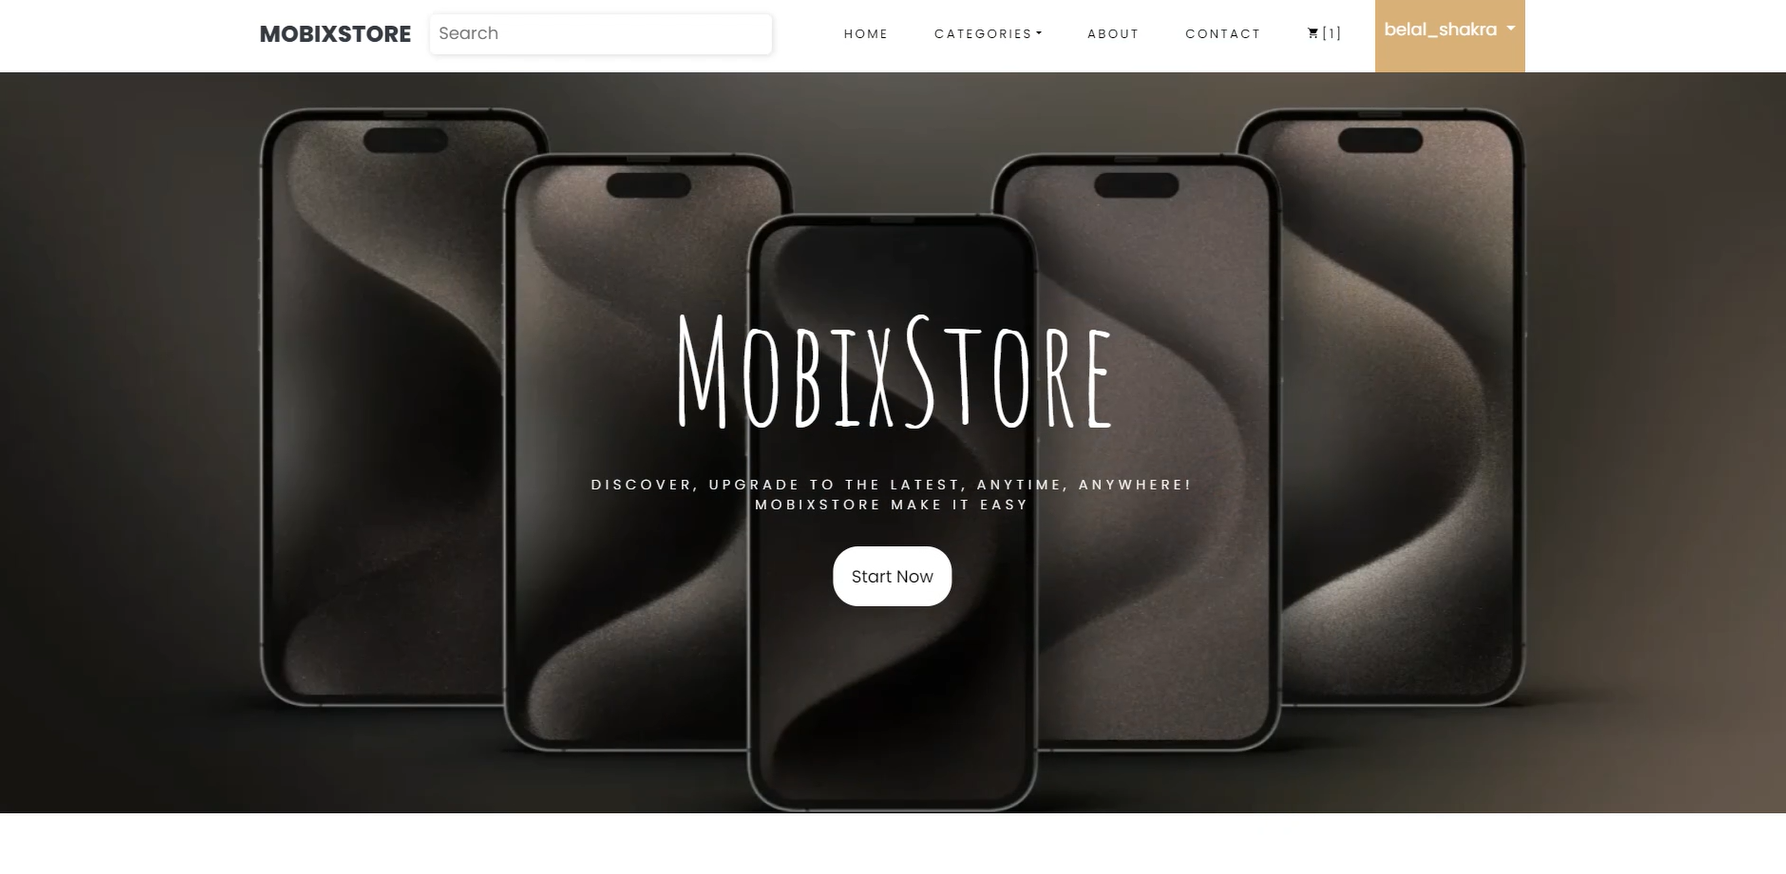 MOBIXSTORE Search HOME CATEGORIES ABOUT CONTACT [1] belal_shakra
MOBIXSTORE
DISCOVER, UPGRADE TO THE LATEST, ANYTIME, ANYWHERE!
MOBIXSTORE MAKE IT EASY
Start Now